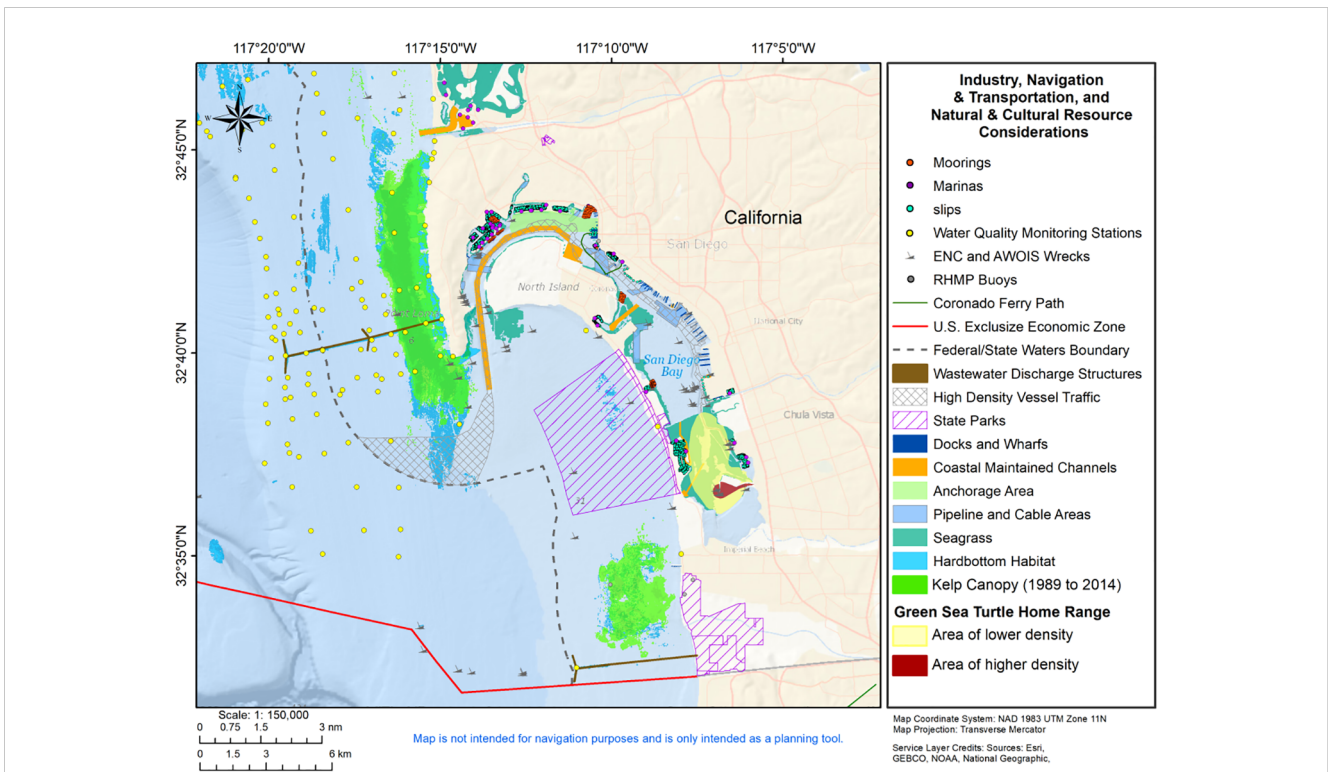 117°20'0"W
117°15'0"W
117°10'0"W
117°5'0"W
32°45'0"N
32°40'0"N
32°35'0"N
N
W
E
S
California
San Diego
North Island
National City
San Diego
Bay
Chula Vista
Imperial Beach
Industry, Navigation
& Transportation, and
Natural & Cultural Resource
Considerations
Moorings
Marinas
slips
Water Quality Monitoring Stations
ENC and AWOIS Wrecks
RHMP Buoys
Coronado Ferry Path
U.S. Exclusize Economic Zone
Federal/State Waters Boundary
Wastewater Discharge Structures
High Density Vessel Traffic
State Parks
Docks and Wharfs
Coastal Maintained Channels
Anchorage Area
Pipeline and Cable Areas
Seagrass
Hardbottom Habitat
Kelp Canopy (1989 to 2014)
Green Sea Turtle Home Range
Area of lower density
Area of higher density
Scale: 1: 150,000
0 0.75 1.5 3 nm
0 1.5 3 6 km
Map is not intended for navigation purposes and is only intended as a planning tool.
Map Coordinate System: NAD 1983 UTM Zone 11N
Map Projection: Transverse Mercator
Service Layer Credits: Sources: Esri,
GEBCO, NOAA, National Geographic,